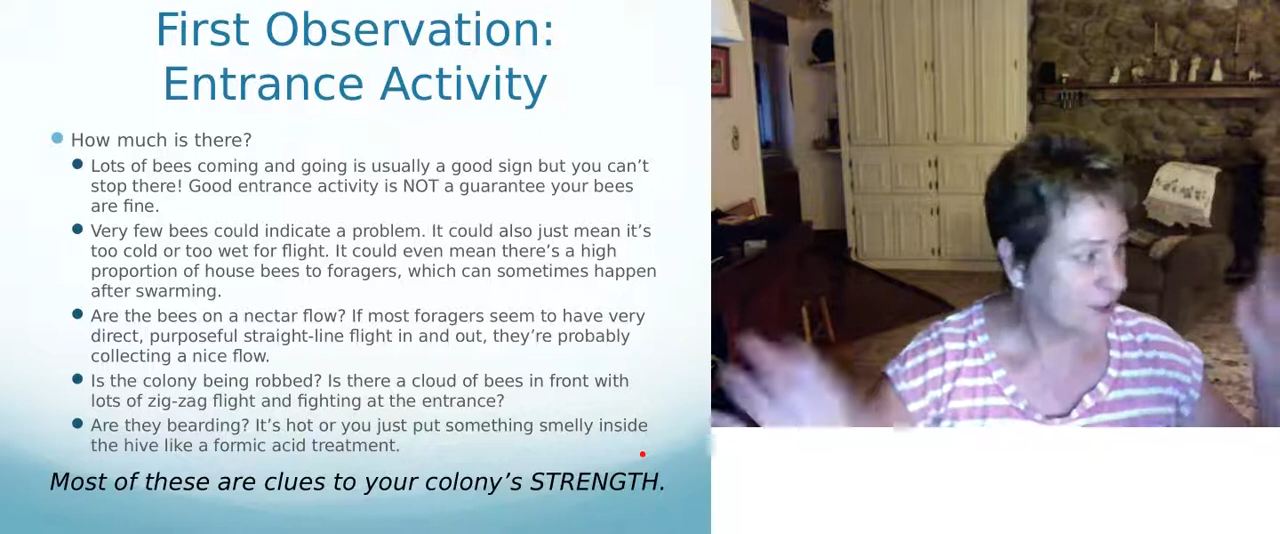 First Observation:
Entrance Activity
How much is there?
Lots of bees coming and going is usually a good sign but you can’t
stop there! Good entrance activity is NOT a guarantee your bees
are fine.
Very few bees could indicate a problem. It could also just mean it’s
too cold or too wet for flight. It could even mean there’s a high
proportion of house bees to foragers, which can sometimes happen
after swarming.
Are the bees on a nectar flow? If most foragers seem to have very
direct, purposeful straight-line flight in and out, they’re probably
collecting a nice flow.
Is the colony being robbed? Is there a cloud of bees in front with
lots of zig-zag flight and fighting at the entrance?
Are they bearding? It’s hot or you just put something smelly inside
the hive like a formic acid treatment.
Most of these are clues to your colony’s STRENGTH.